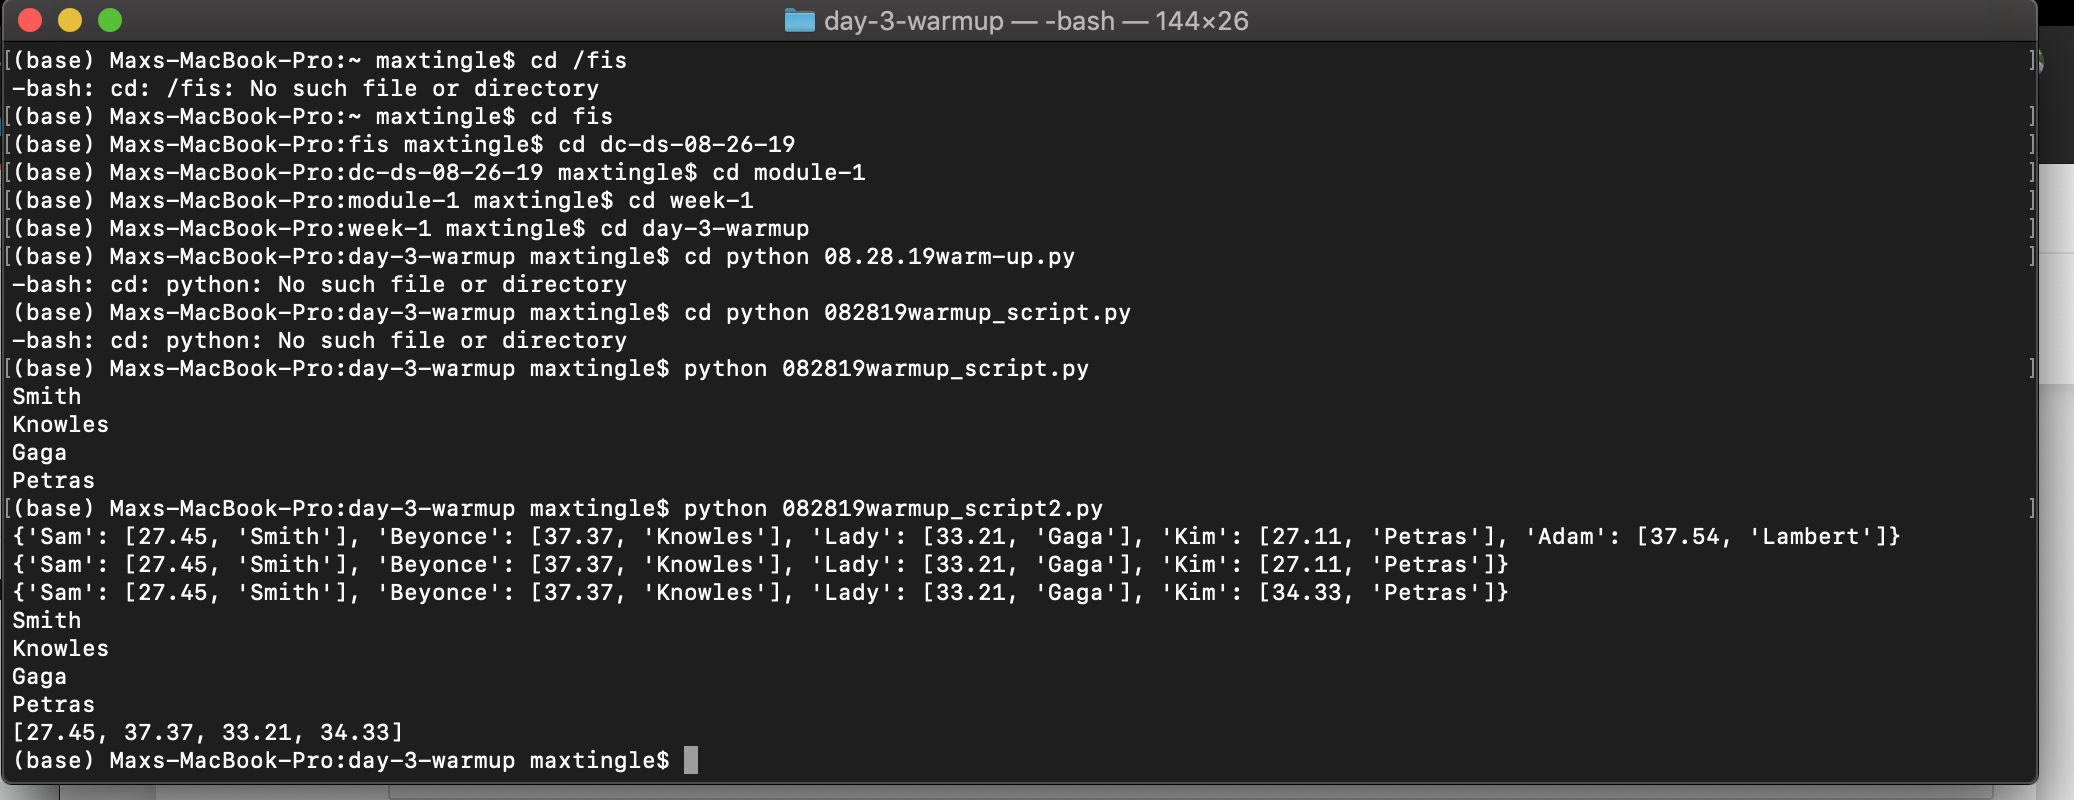 day-3-warmup — -bash — 144×26
[(base) Maxs-MacBook-Pro:~ maxtingle$ cd /fis ]
-bash: cd: /fis: No such file or directory
[(base) Maxs-MacBook-Pro:~ maxtingle$ cd fis ]
[(base) Maxs-MacBook-Pro:fis maxtingle$ cd dc-ds-08-26-19 ]
[(base) Maxs-MacBook-Pro:dc-ds-08-26-19 maxtingle$ cd module-1 ]
[(base) Maxs-MacBook-Pro:module-1 maxtingle$ cd week-1 ]
[(base) Maxs-MacBook-Pro:week-1 maxtingle$ cd day-3-warmup ]
[(base) Maxs-MacBook-Pro:day-3-warmup maxtingle$ cd python 08.28.19warm-up.py ]
-bash: cd: python: No such file or directory
(base) Maxs-MacBook-Pro:day-3-warmup maxtingle$ cd python 082819warmup_script.py
-bash: cd: python: No such file or directory
[(base) Maxs-MacBook-Pro:day-3-warmup maxtingle$ python 082819warmup_script.py ]
Smith
Knowles
Gaga
Petras
[(base) Maxs-MacBook-Pro:day-3-warmup maxtingle$ python 082819warmup_script2.py ]
{'Sam': [27.45, 'Smith'], 'Beyonce': [37.37, 'Knowles'], 'Lady': [33.21, 'Gaga'], 'Kim': [27.11, 'Petras'], 'Adam': [37.54, 'Lambert']}
{'Sam': [27.45, 'Smith'], 'Beyonce': [37.37, 'Knowles'], 'Lady': [33.21, 'Gaga'], 'Kim': [27.11, 'Petras']}
{'Sam': [27.45, 'Smith'], 'Beyonce': [37.37, 'Knowles'], 'Lady': [33.21, 'Gaga'], 'Kim': [34.33, 'Petras']}
Smith
Knowles
Gaga
Petras
[27.45, 37.37, 33.21, 34.33]
(base) Maxs-MacBook-Pro:day-3-warmup maxtingle$